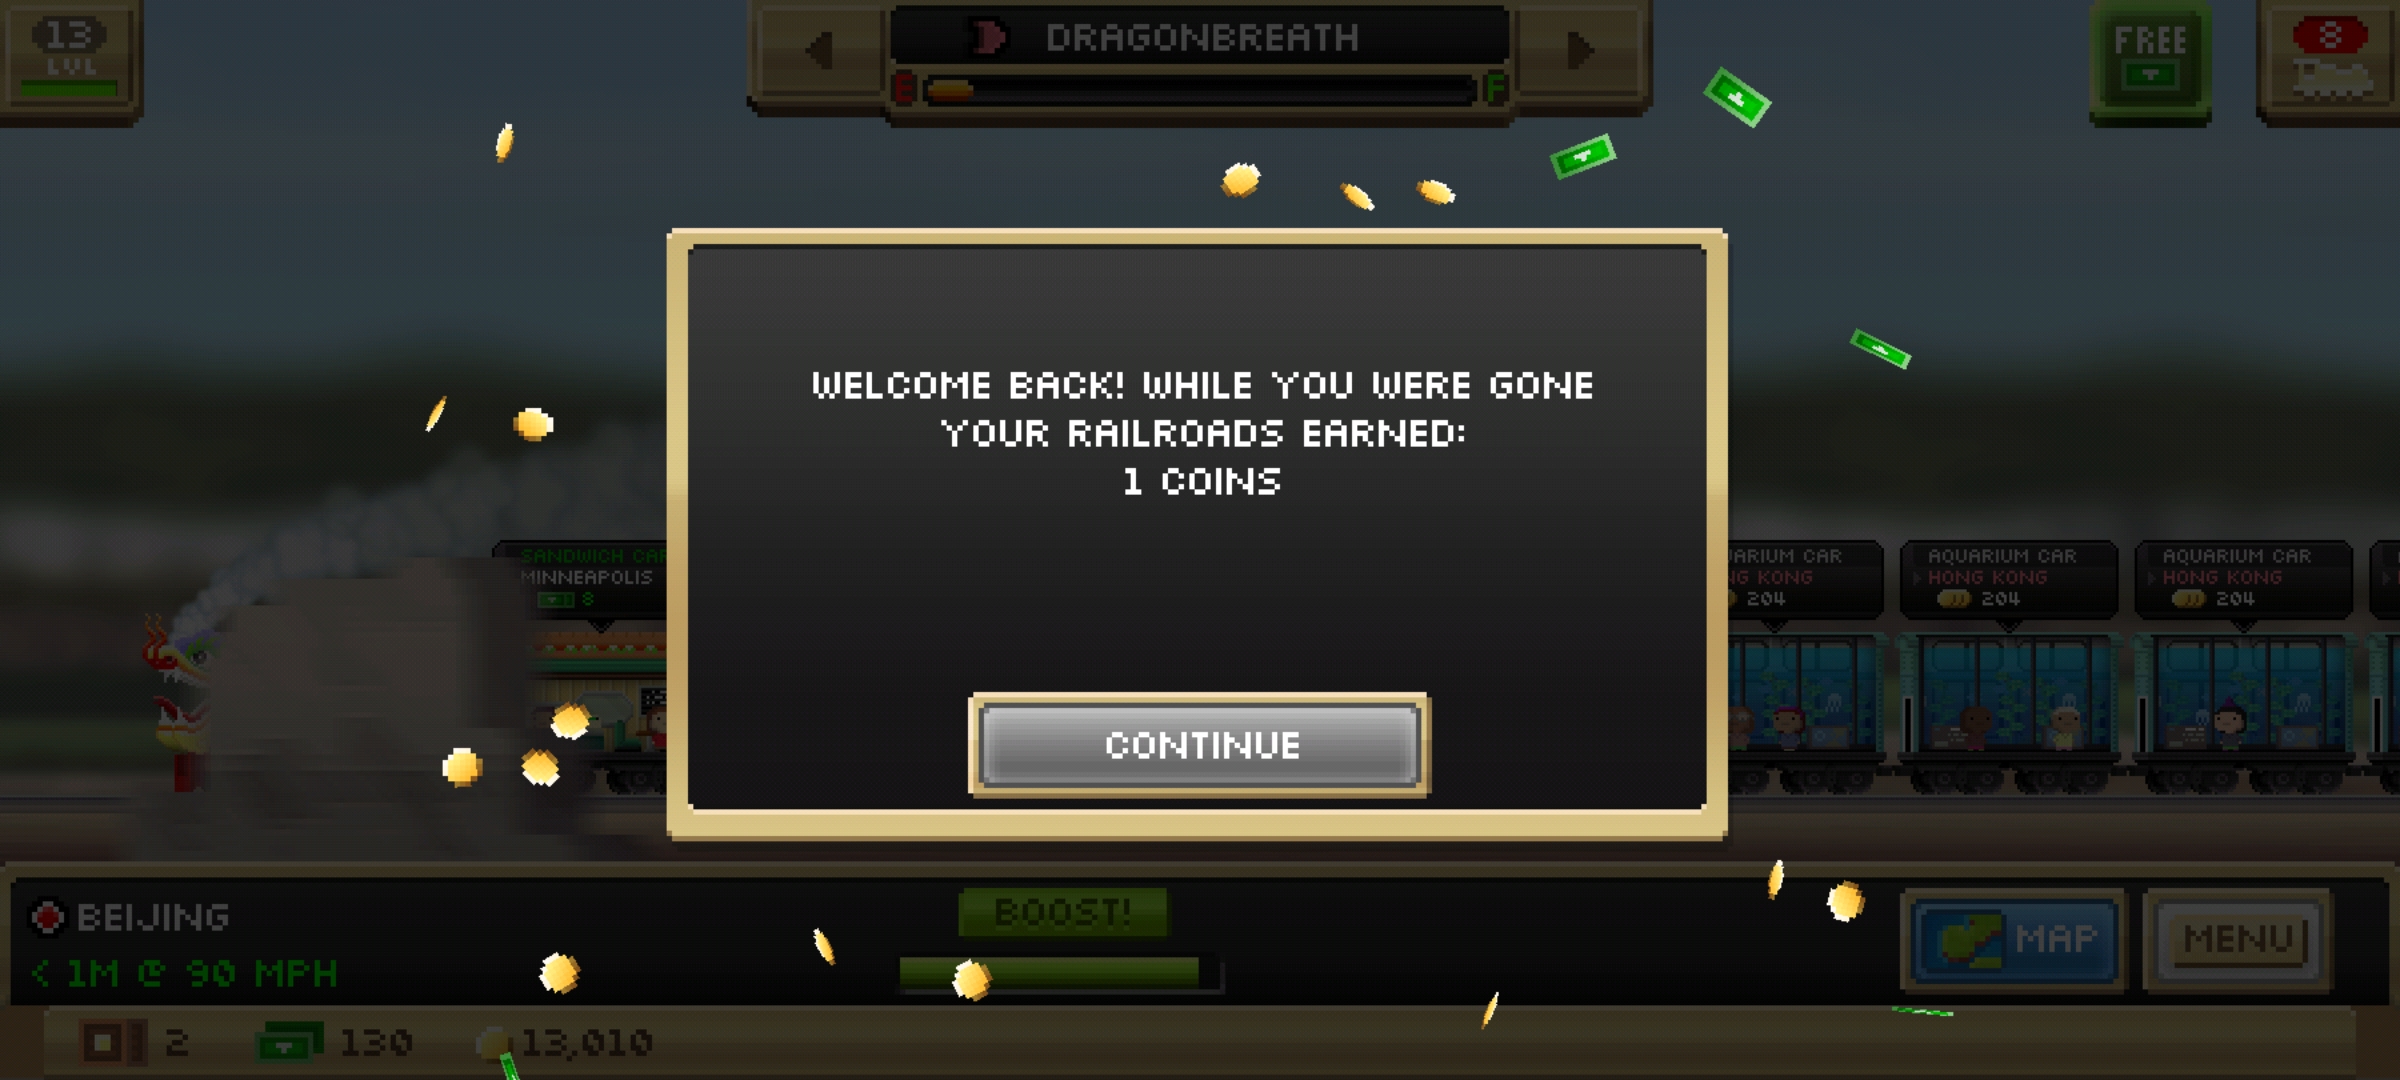 13
LVL
DRAGONBREATH
E
F
FREE
8
WELCOME BACK! WHILE YOU WERE GONE
YOUR RAILROADS EARNED:
1 COINS
CONTINUE
SANDWICH CAR
MINNEAPOLIS
8
ARIUM CAR
NG KONG
204
AQUARIUM CAR
HONG KONG
204
AQUARIUM CAR
HONG KONG
204
BEIJING
< 1M @ 90 MPH
BOOST!
MAP
MENU
2
130
13,010